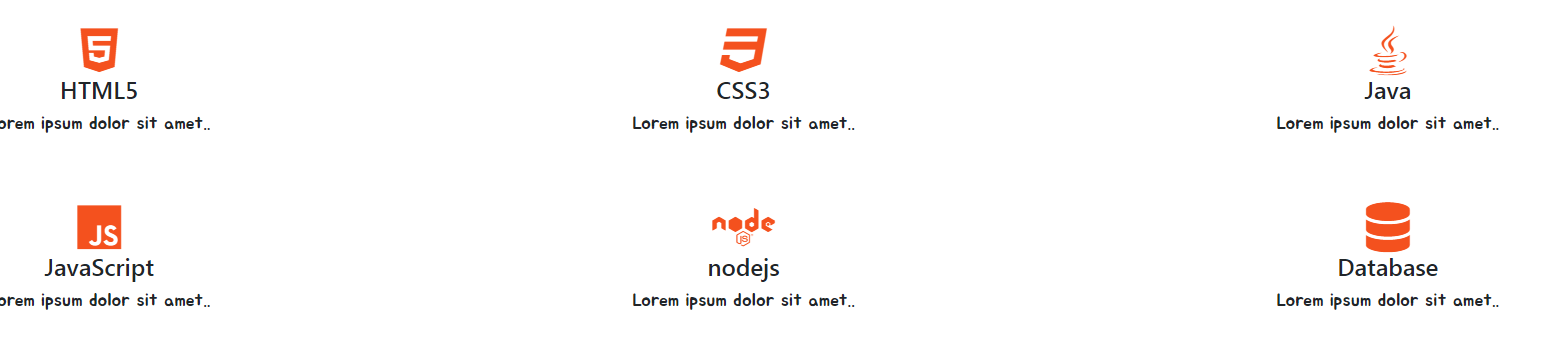 HTML5
CSS3
Java
orem ipsum dolor sit amet..
Lorem ipsum dolor sit amet..
Lorem ipsum dolor sit amet..
JS
node
JS
JavaScript
nodejs
Database
orem ipsum dolor sit amet..
Lorem ipsum dolor sit amet..
Lorem ipsum dolor sit amet..